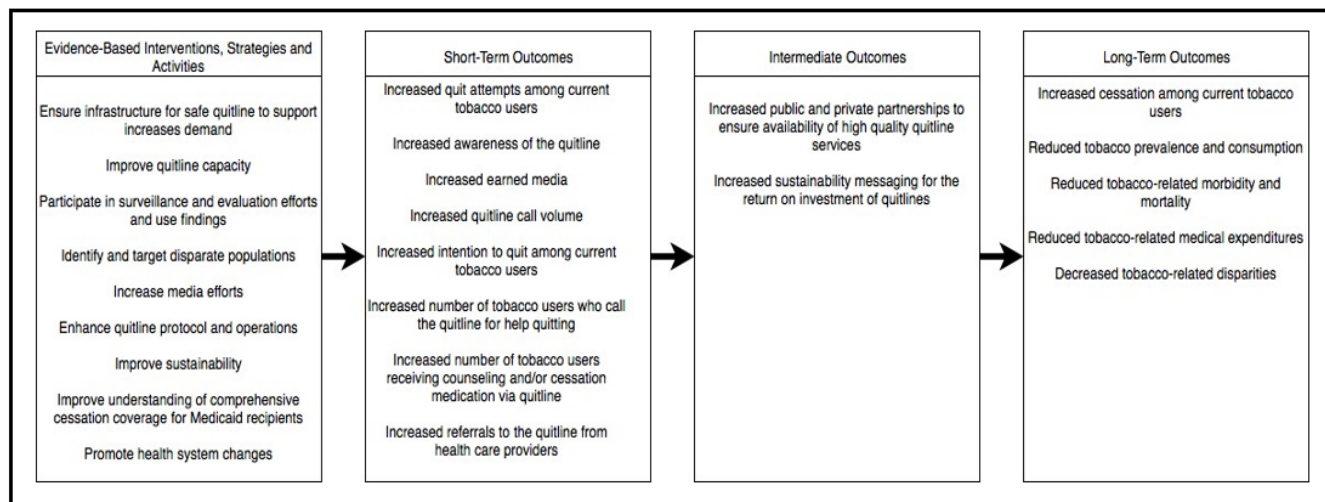 Evidence-Based Interventions, Strategies and
Activities
Ensure infrastructure for safe quitline to support
increases demand
Improve quitline capacity
Participate in surveillance and evaluation efforts
and use findings
Identify and target disparate populations
Increase media efforts
Enhance quitline protocol and operations
Improve sustainability
Improve understanding of comprehensive
cessation coverage for Medicaid recipients
Promote health system changes
Short-Term Outcomes
Increased quit attempts among current
tobacco users
Increased awareness of the quitline
Increased earned media
Increased quitline call volume
Increased intention to quit among current
tobacco users
Increased number of tobacco users who call
the quitline for help quitting
Increased number of tobacco users
receiving counseling and/or cessation
medication via quitline
Increased referrals to the quitline from
health care providers
Intermediate Outcomes
Increased public and private partnerships to
ensure availability of high quality quitline
services
Increased sustainability messaging for the
return on investment of quitlines
Long-Term Outcomes
Increased cessation among current tobacco
users
Reduced tobacco prevalence and consumption
Reduced tobacco-related morbidity and
mortality
Reduced tobacco-related medical expenditures
Decreased tobacco-related disparities